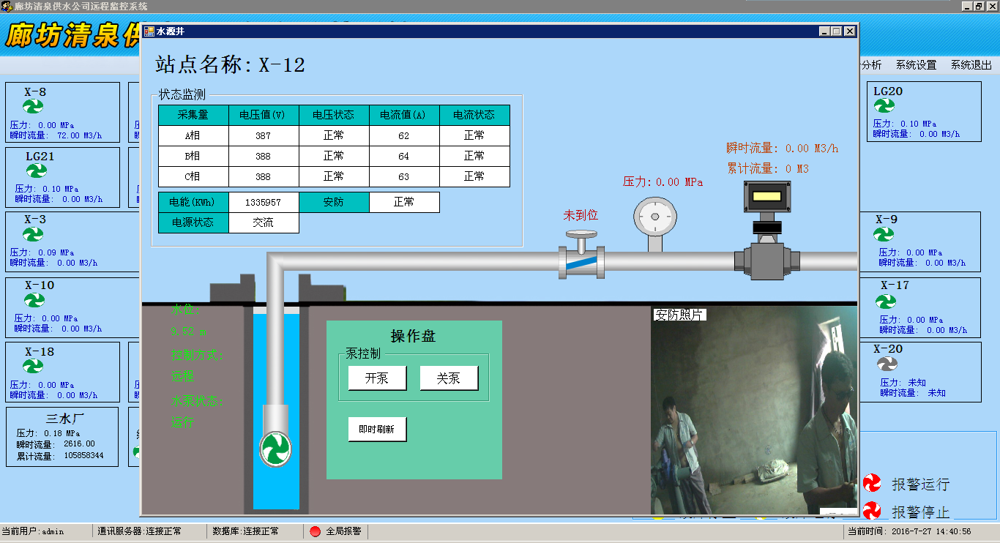 廊坊清泉供水公司远程监控系统
廊坊清泉供
分析 系统设置 系统退出
水源井
站点名称: X-12
状态监测
采集量 电压值(V) 电压状态 电流值(A) 电流状态
A相 387 正常 62 正常
B相 388 正常 64 正常
C相 388 正常 63 正常
电能(KWh) 1335957 安防 正常
电源状态 交流
瞬时流量: 0.00 M3/h
累计流量: 0 M3
压力: 0.00 MPa
未到位
水位:
9.52 m
控制方式:
远程
水泵状态:
运行
操作盘
泵控制
开泵 关泵
即时刷新
安防照片
X-8
压力: 0.00 MPa
瞬时流量: 72.00 M3/h
LG21
压力: 0.10 MPa
瞬时流量: 0.00 M3/h
X-3
压力: 0.09 MPa
瞬时流量: 0.00 M3/h
X-10
压力: 0.00 MPa
瞬时流量: 0.00 M3/h
X-18
压力: 0.00 MPa
瞬时流量: 0.00 M3/h
三水厂
压力: 0.18 MPa
瞬时流量: 2616.00
累计流量: 105858344
LG20
压力: 0.10 MPa
瞬时流量: 0.00 M3/h
X-9
压力: 0.00 MPa
瞬时流量: 0.00 M3/h
X-17
压力: 0.00 MPa
瞬时流量: 0.00 M3/h
X-20
压力: 未知
瞬时流量: 未知
报警运行
报警停止
当前用户:admin 通讯服务器:连接正常 数据库:连接正常 全局报警 当前时间: 2016-7-27 14:40:56